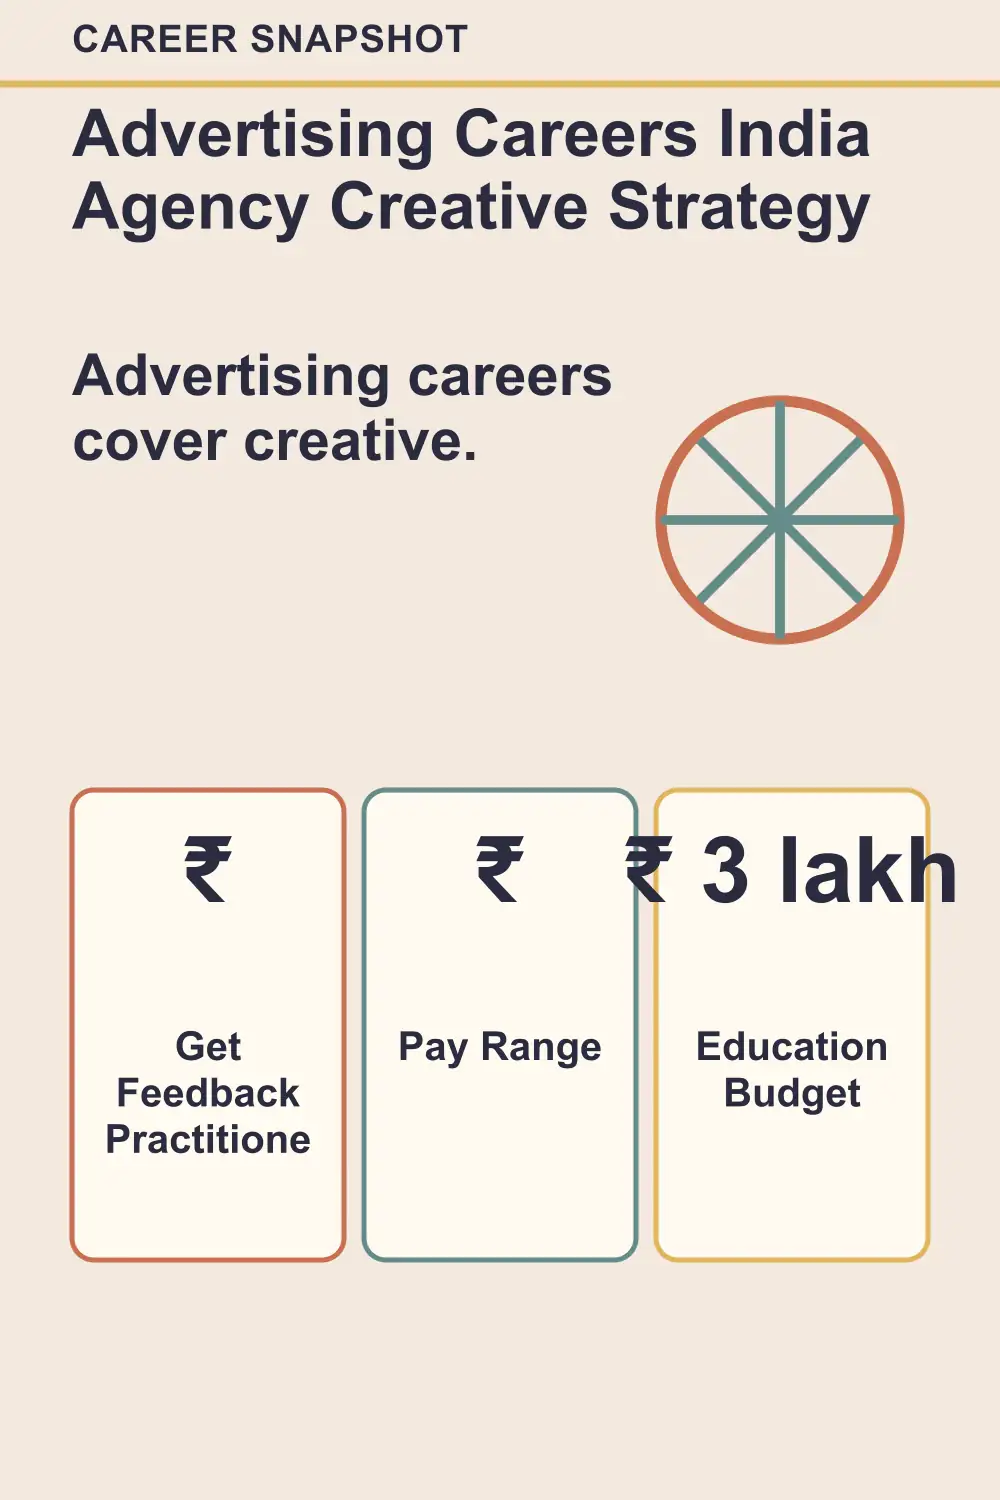 CAREER SNAPSHOT
Advertising Careers India
Agency Creative Strategy
Advertising careers
cover creative.
₹
Get
Feedback
Practitione
₹
Pay Range
₹ 3 lakh
Education
Budget